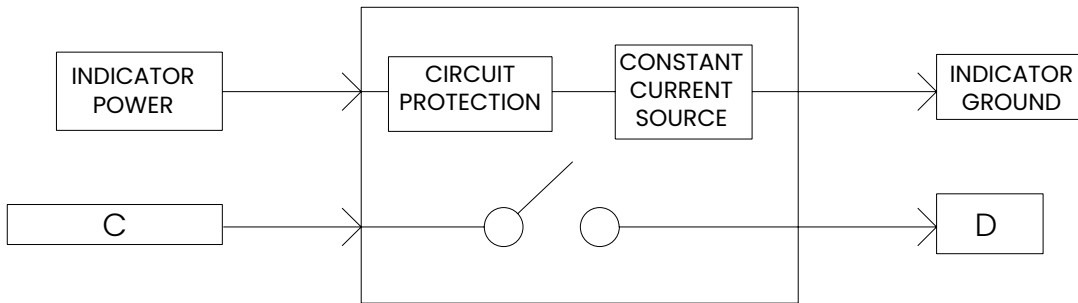 INDICATOR
POWER
CIRCUIT
PROTECTION
CONSTANT
CURRENT
SOURCE
INDICATOR
GROUND
C
D